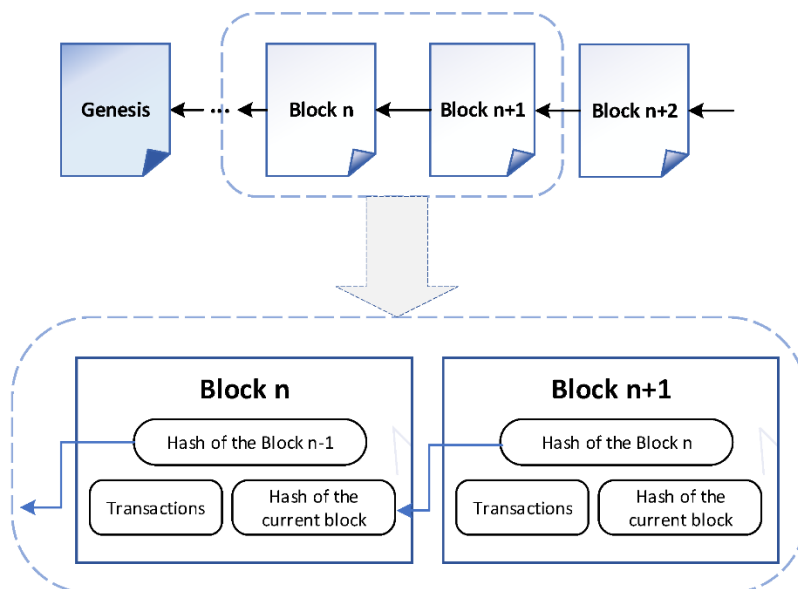 Genesis
...
Block n
Block n+1
Block n+2
Block n
Block n+1
Hash of the Block n-1
Hash of the Block n
Transactions
Hash of the
current block
Transactions
Hash of the
current block